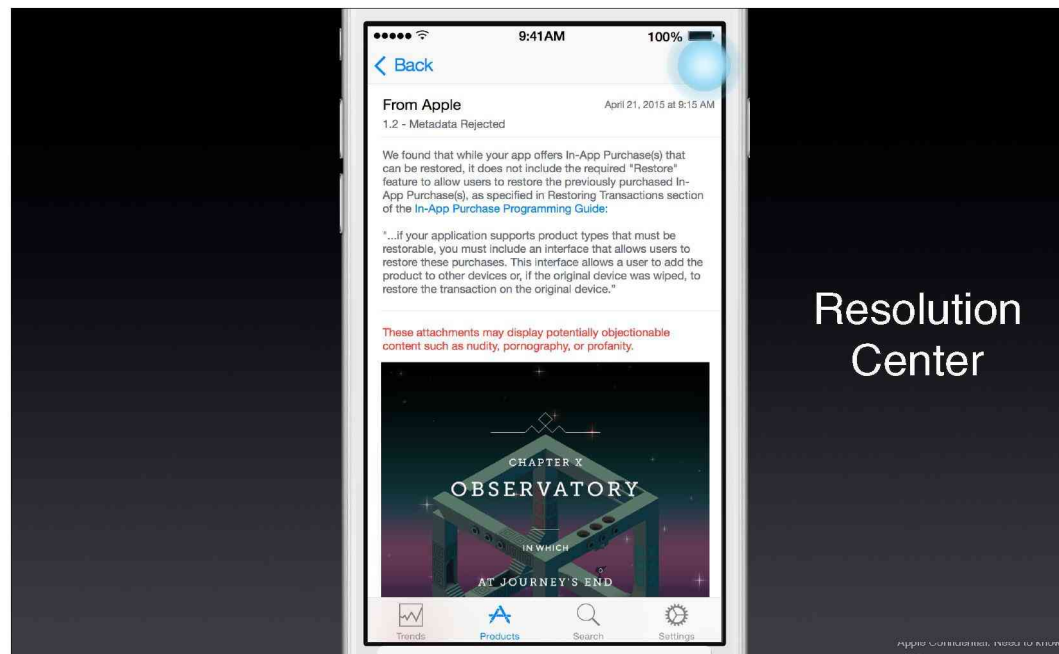 9:41AM
100%
Back
From Apple
April 21, 2015 at 9:15 AM
1.2 - Metadata Rejected
We found that while your app offers In-App Purchase(s) that
can be restored, it does not include the required "Restore"
feature to allow users to restore the previously purchased In-
App Purchase(s), as specified in Restoring Transactions section
of the In-App Purchase Programming Guide:
"...if your application supports product types that must be
restorable, you must include an interface that allows users to
restore these purchases. This interface allows a user to add the
product to other devices or, if the original device was wiped, to
restore the transaction on the original device."
These attachments may display potentially objectionable
content such as nudity, pornography, or profanity.
CHAPTER X
OBSERVATORY
IN WHICH
AT JOURNEY'S END
Trends
Products
Search
Settings
Resolution
Center
Apple Confidential. Need to know